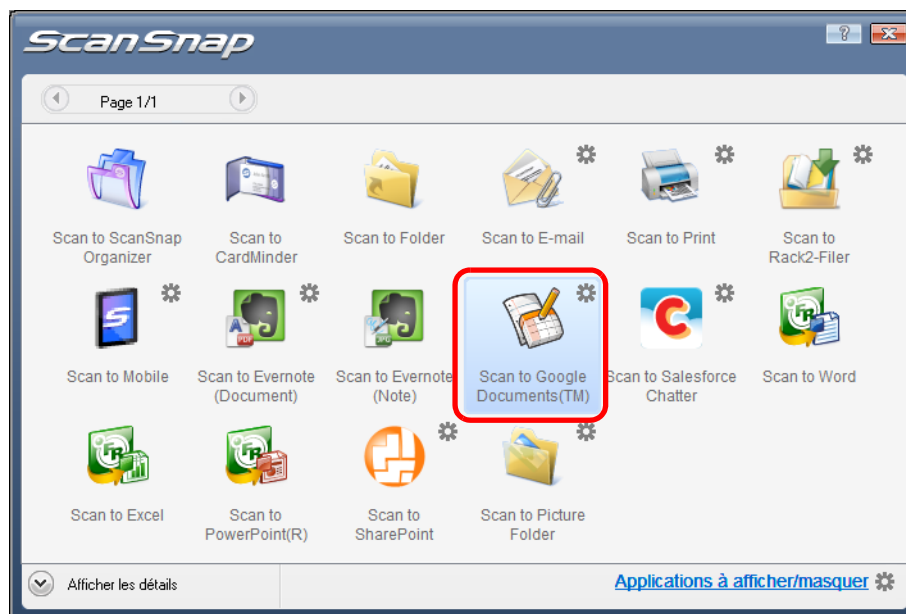 ScanSnap
Page 1/1
Scan to ScanSnap
Organizer
Scan to
CardMinder
Scan to Folder
Scan to E-mail
Scan to Print
Scan to
Rack2-Filer
Scan to Mobile
Scan to Evernote
(Document)
Scan to Evernote
(Note)
Scan to Google
Documents(TM)
Scan to Salesforce
Chatter
Scan to Word
Scan to Excel
Scan to
PowerPoint(R)
Scan to
SharePoint
Scan to Picture
Folder
Afficher les détails
Applications à afficher/masquer